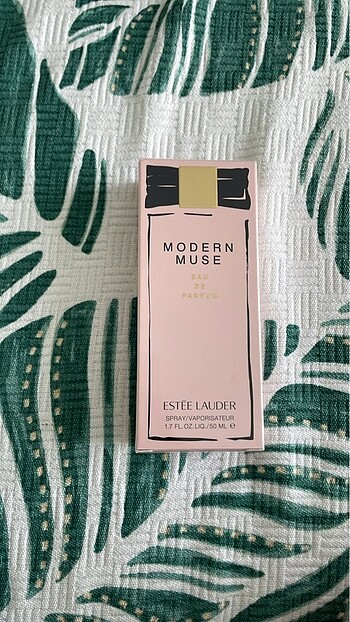 MODERN
MUSE
EAU
DE
PARFUM
ESTĒE LAUDER
SPRAY/VAPORISATEUR
1.7 FL.OZ.LIQ./50 ML ℮